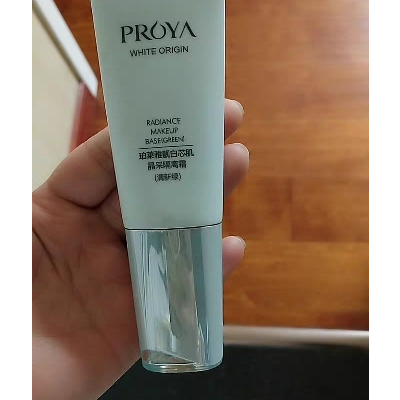 PROYA
WHITE ORIGIN
RADIANCE
MAKEUP
BASE(GREEN)
珀莱雅靓白芯肌
晶采隔离霜
(清新绿)